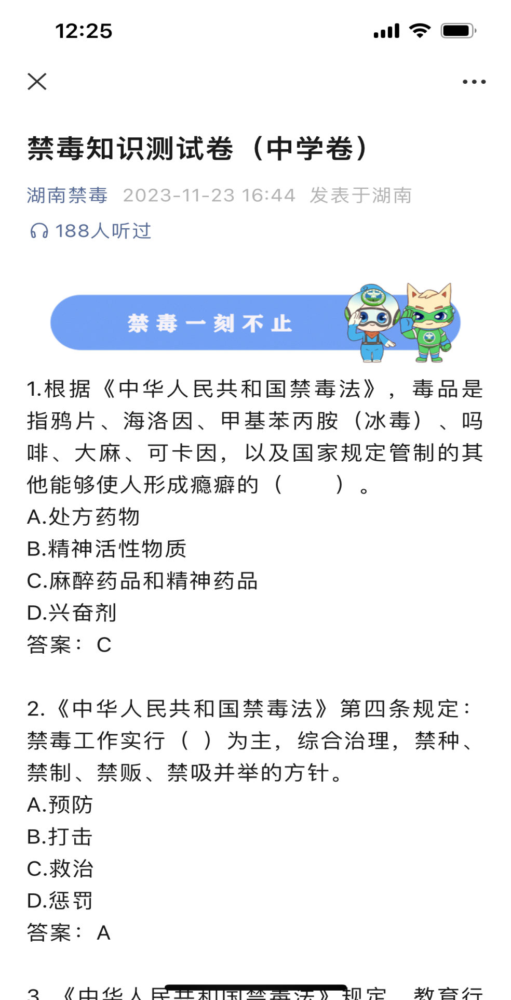 12:25
禁毒知识测试卷（中学卷）
湖南禁毒 2023-11-23 16:44 发表于湖南
188人听过
禁毒一刻不止
1.根据《中华人民共和国禁毒法》，毒品是
指鸦片、海洛因、甲基苯丙胺（冰毒）、吗
啡、大麻、可卡因，以及国家规定管制的其
他能够使人形成瘾癖的（　　）。
A.处方药物
B.精神活性物质
C.麻醉药品和精神药品
D.兴奋剂
答案：C
2.《中华人民共和国禁毒法》第四条规定：
禁毒工作实行（ ）为主，综合治理，禁种、
禁制、禁贩、禁吸并举的方针。
A.预防
B.打击
C.救治
D.惩罚
答案：A
3.《中华人民共和国禁毒法》规定，教育行